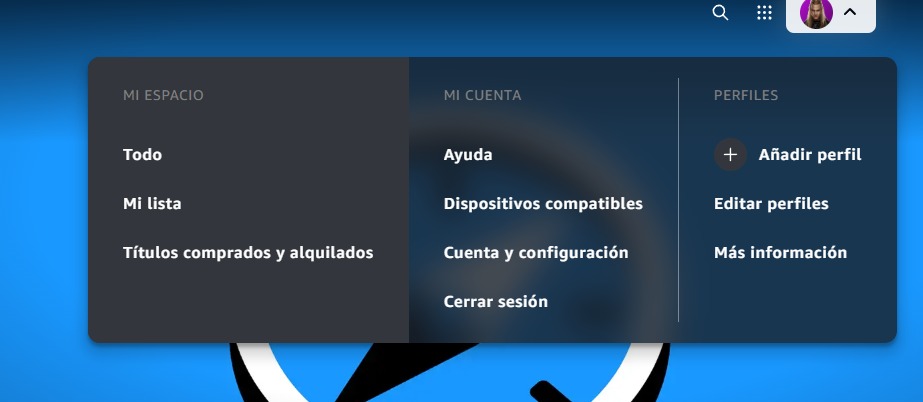 MI ESPACIO
Todo
Mi lista
Títulos comprados y alquilados
MI CUENTA
Ayuda
Dispositivos compatibles
Cuenta y configuración
Cerrar sesión
PERFILES
Añadir perfil
Editar perfiles
Más información